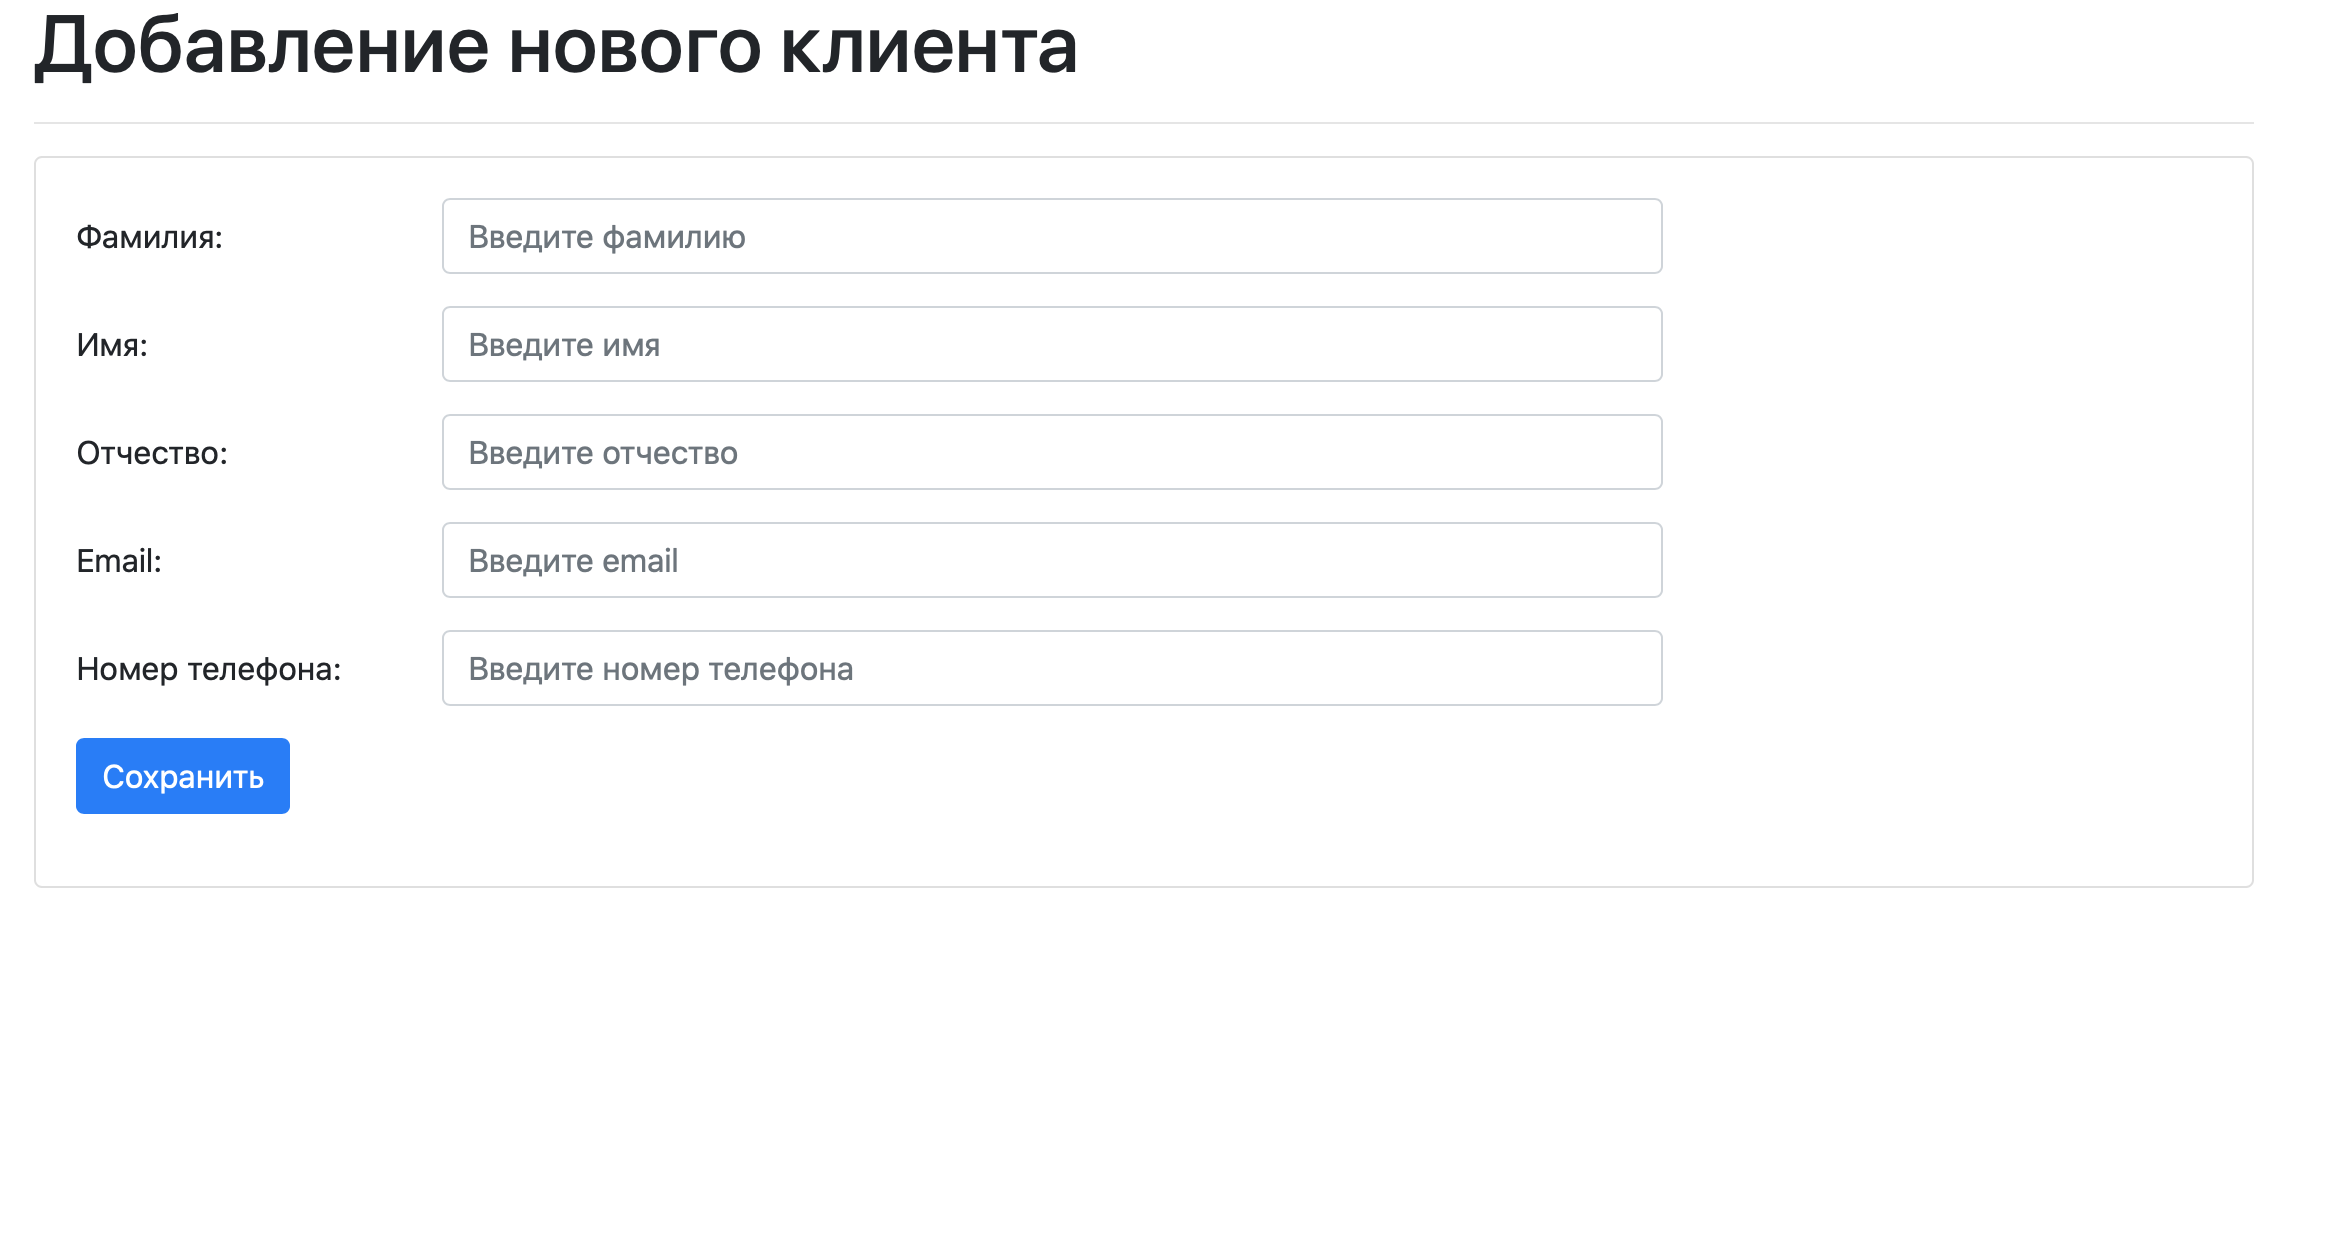 Добавление нового клиента
Фамилия: Введите фамилию
Имя: Введите имя
Отчество: Введите отчество
Email: Введите email
Номер телефона: Введите номер телефона
Сохранить